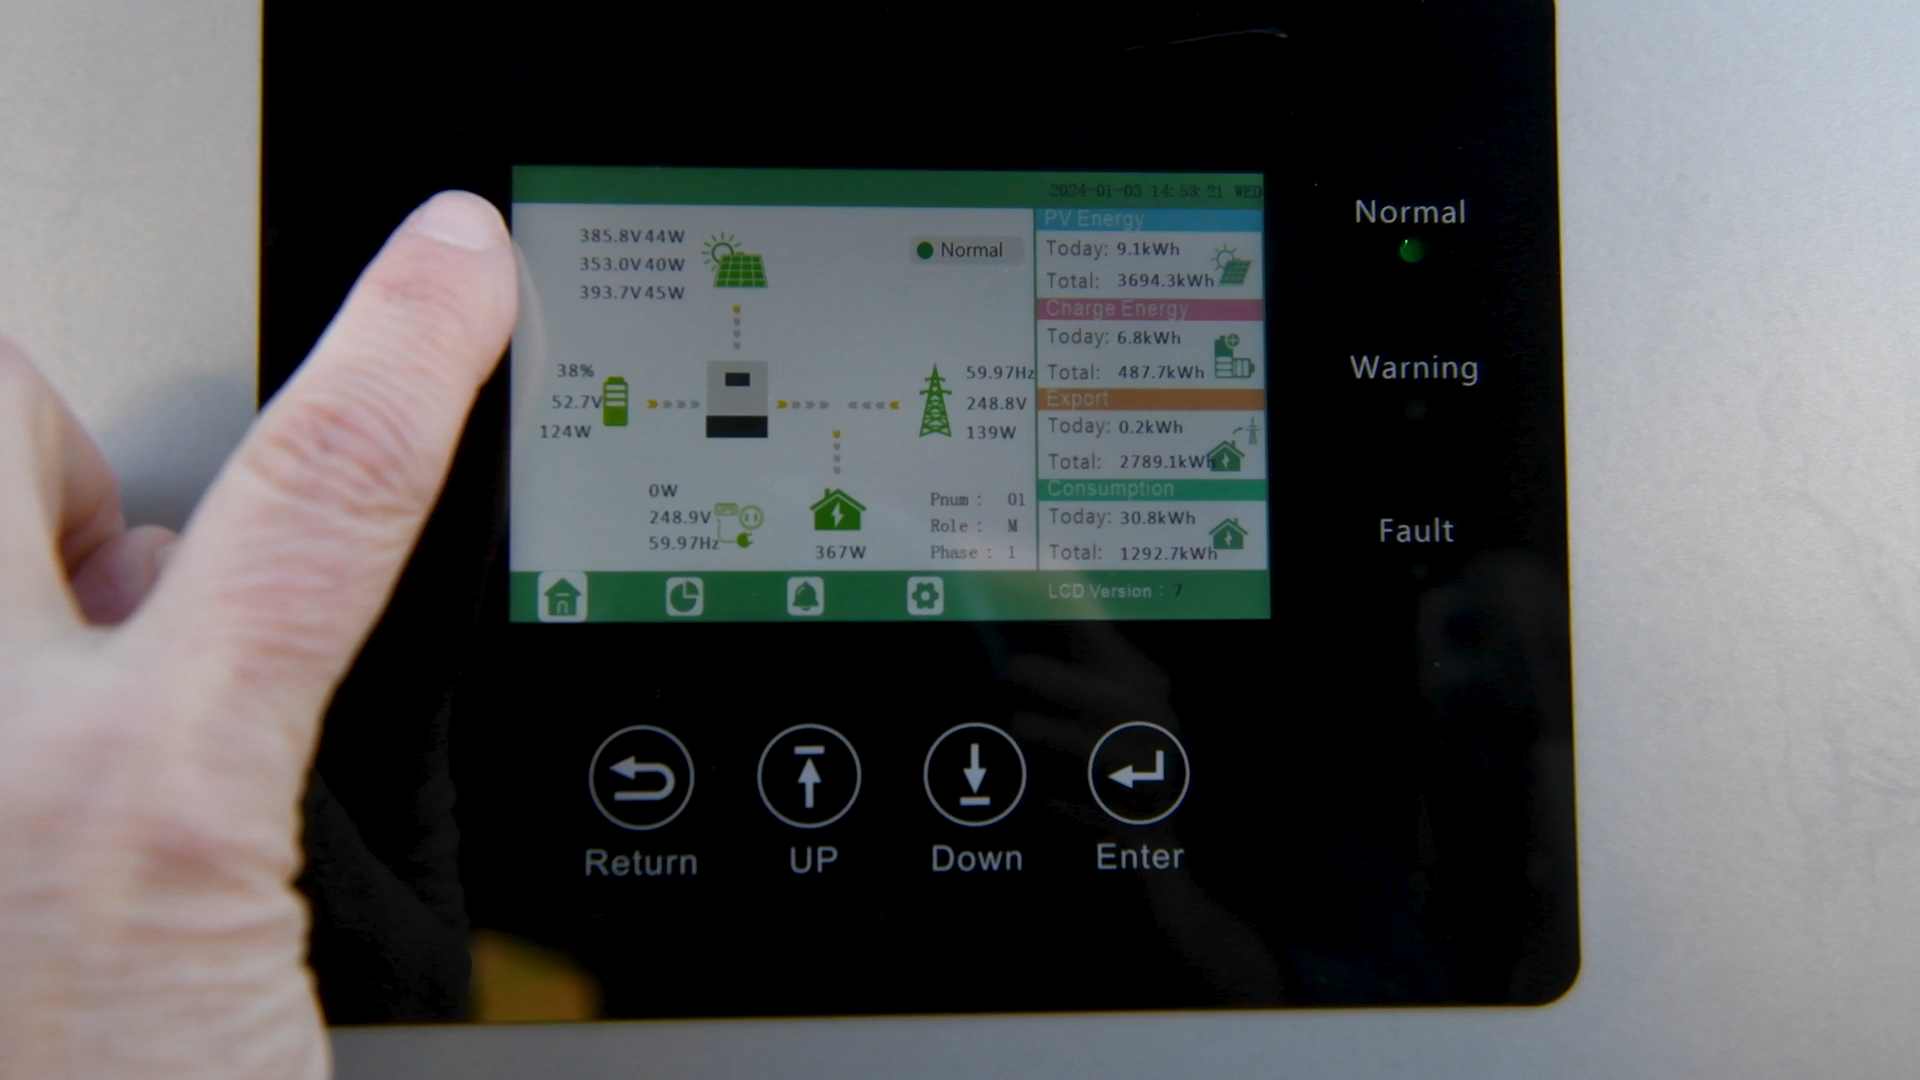 2024-01-03 14:53:21 WED
385.8V 44W
353.0V 40W
393.7V 45W
Normal
38%
52.7V
124W
59.97Hz
248.8V
139W
0W
248.9V
59.97Hz
367W
Pnum : 01
Role : M
Phase : 1
PV Energy
Today: 9.1kWh
Total: 3694.3kWh
Charge Energy
Today: 6.8kWh
Total: 487.7kWh
Export
Today: 0.2kWh
Total: 2789.1kWh
Consumption
Today: 30.8kWh
Total: 1292.7kWh
LCD Version : 7
Normal
Warning
Fault
Return
UP
Down
Enter